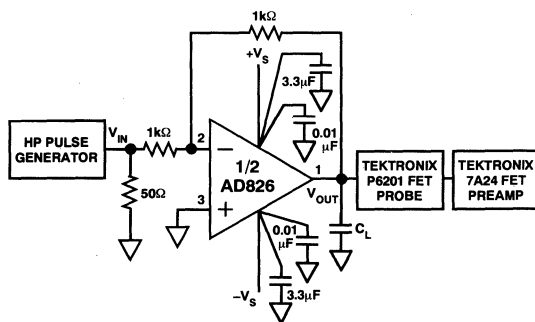 1kΩ
+VS
3.3µF
HP PULSE
GENERATOR
VIN
1kΩ
2
−
0.01
µF
1/2
AD826
1
VOUT
50Ω
3
+
TEKTRONIX
P6201 FET
PROBE
TEKTRONIX
7A24 FET
PREAMP
0.01
µF
CL
−VS
3.3µF